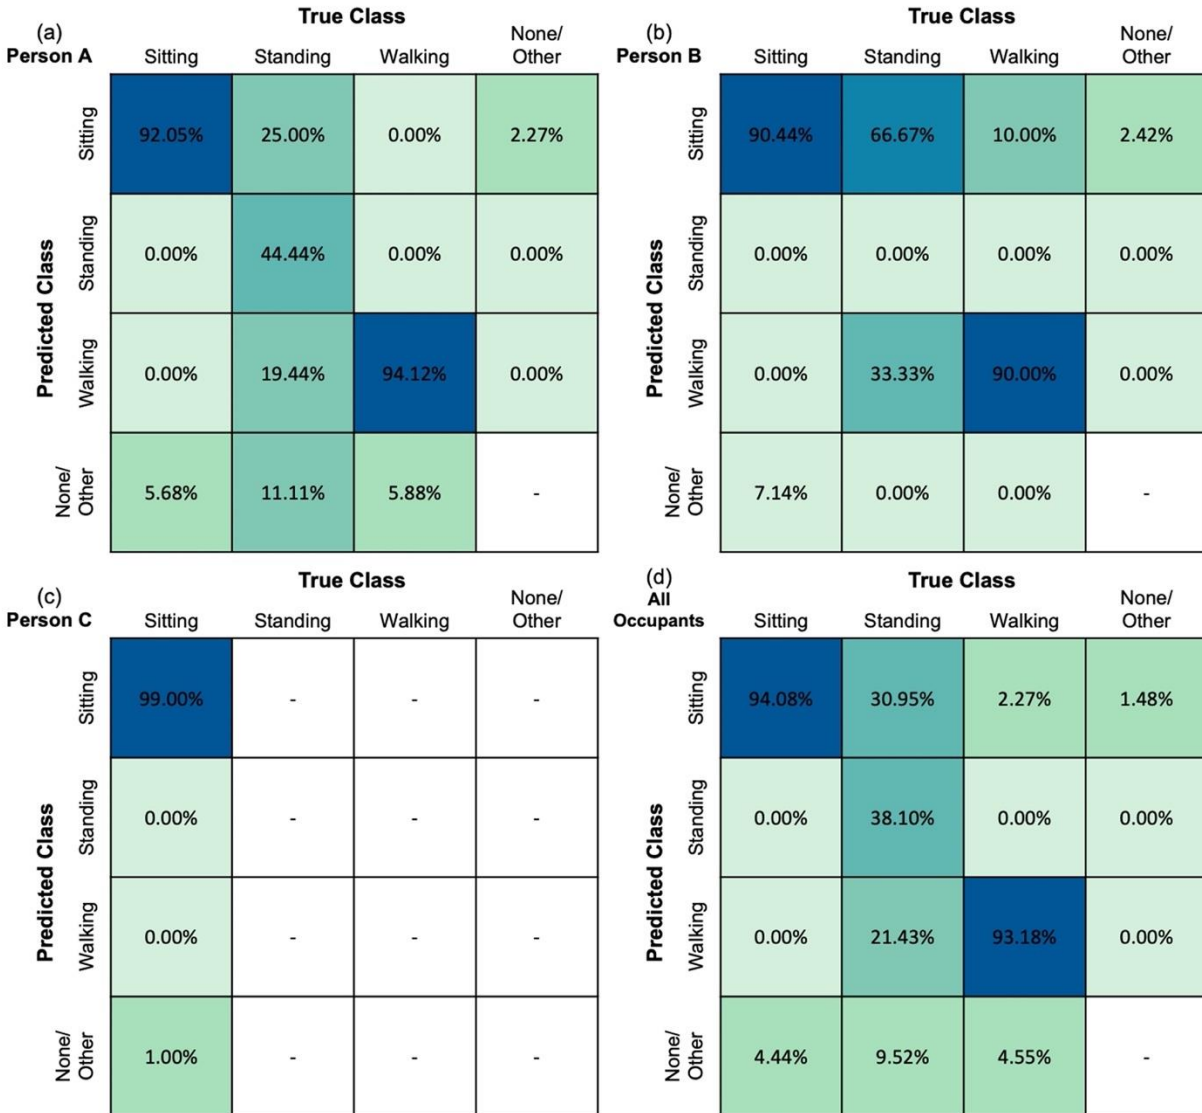 (a)
Person A
True Class
Sitting Standing Walking None/
Other
Predicted Class
Sitting 92.05% 25.00% 0.00% 2.27%
Standing 0.00% 44.44% 0.00% 0.00%
Walking 0.00% 19.44% 94.12% 0.00%
None/
Other 5.68% 11.11% 5.88% -
(b)
Person B
True Class
Sitting Standing Walking None/
Other
Predicted Class
Sitting 90.44% 66.67% 10.00% 2.42%
Standing 0.00% 0.00% 0.00% 0.00%
Walking 0.00% 33.33% 90.00% 0.00%
None/
Other 7.14% 0.00% 0.00% -
(c)
Person C
True Class
Sitting Standing Walking None/
Other
Predicted Class
Sitting 99.00% - - -
Standing 0.00% - - -
Walking 0.00% - - -
None/
Other 1.00% - - -
(d)
All
Occupants
True Class
Sitting Standing Walking None/
Other
Predicted Class
Sitting 94.08% 30.95% 2.27% 1.48%
Standing 0.00% 38.10% 0.00% 0.00%
Walking 0.00% 21.43% 93.18% 0.00%
None/
Other 4.44% 9.52% 4.55% -